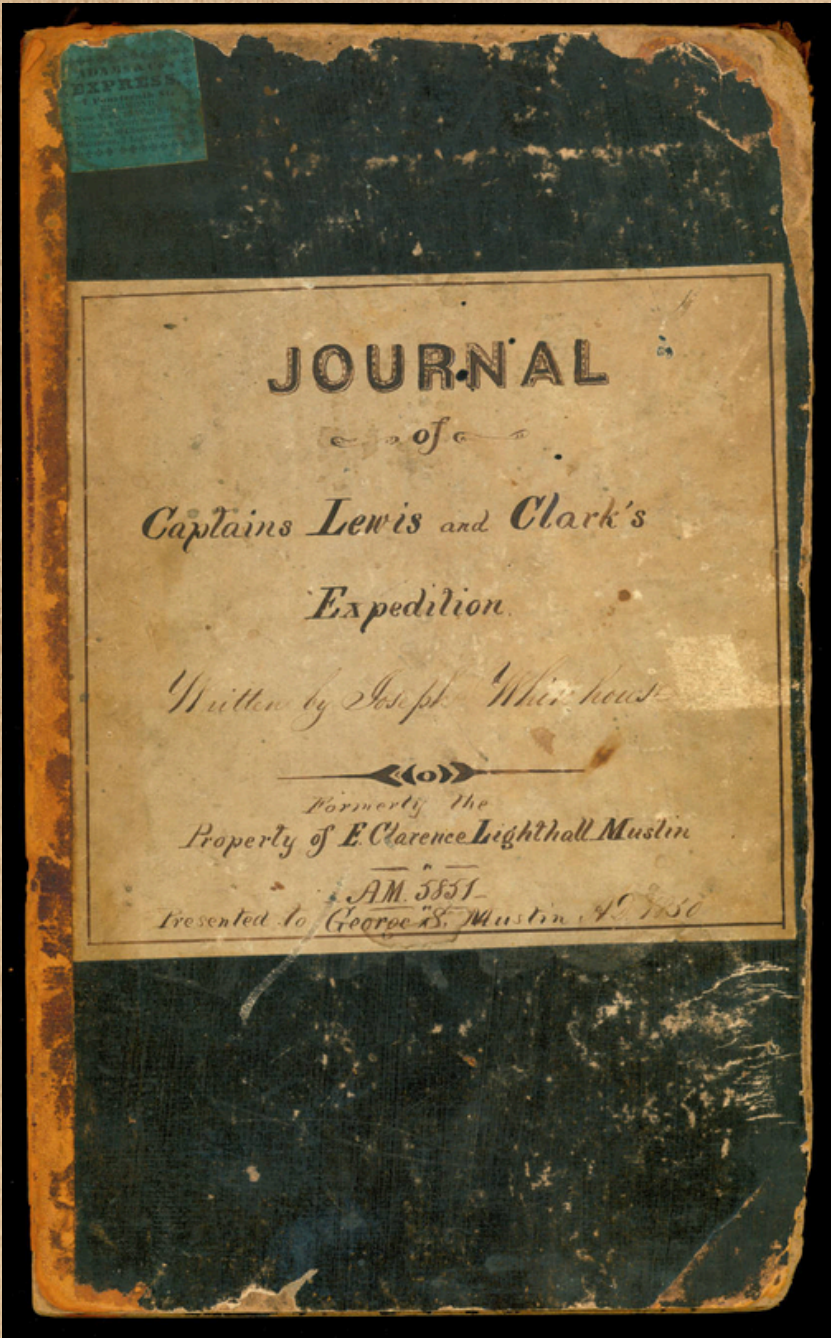 EXPRESS
JOURNAL
of
Captains Lewis and Clark's
Expedition
Written by Joseph Whitehouse
Formerly the
Property of E. Clarence Lighthall Mustin
A.M. 5851
Presented to George S. Mustin AD 1850